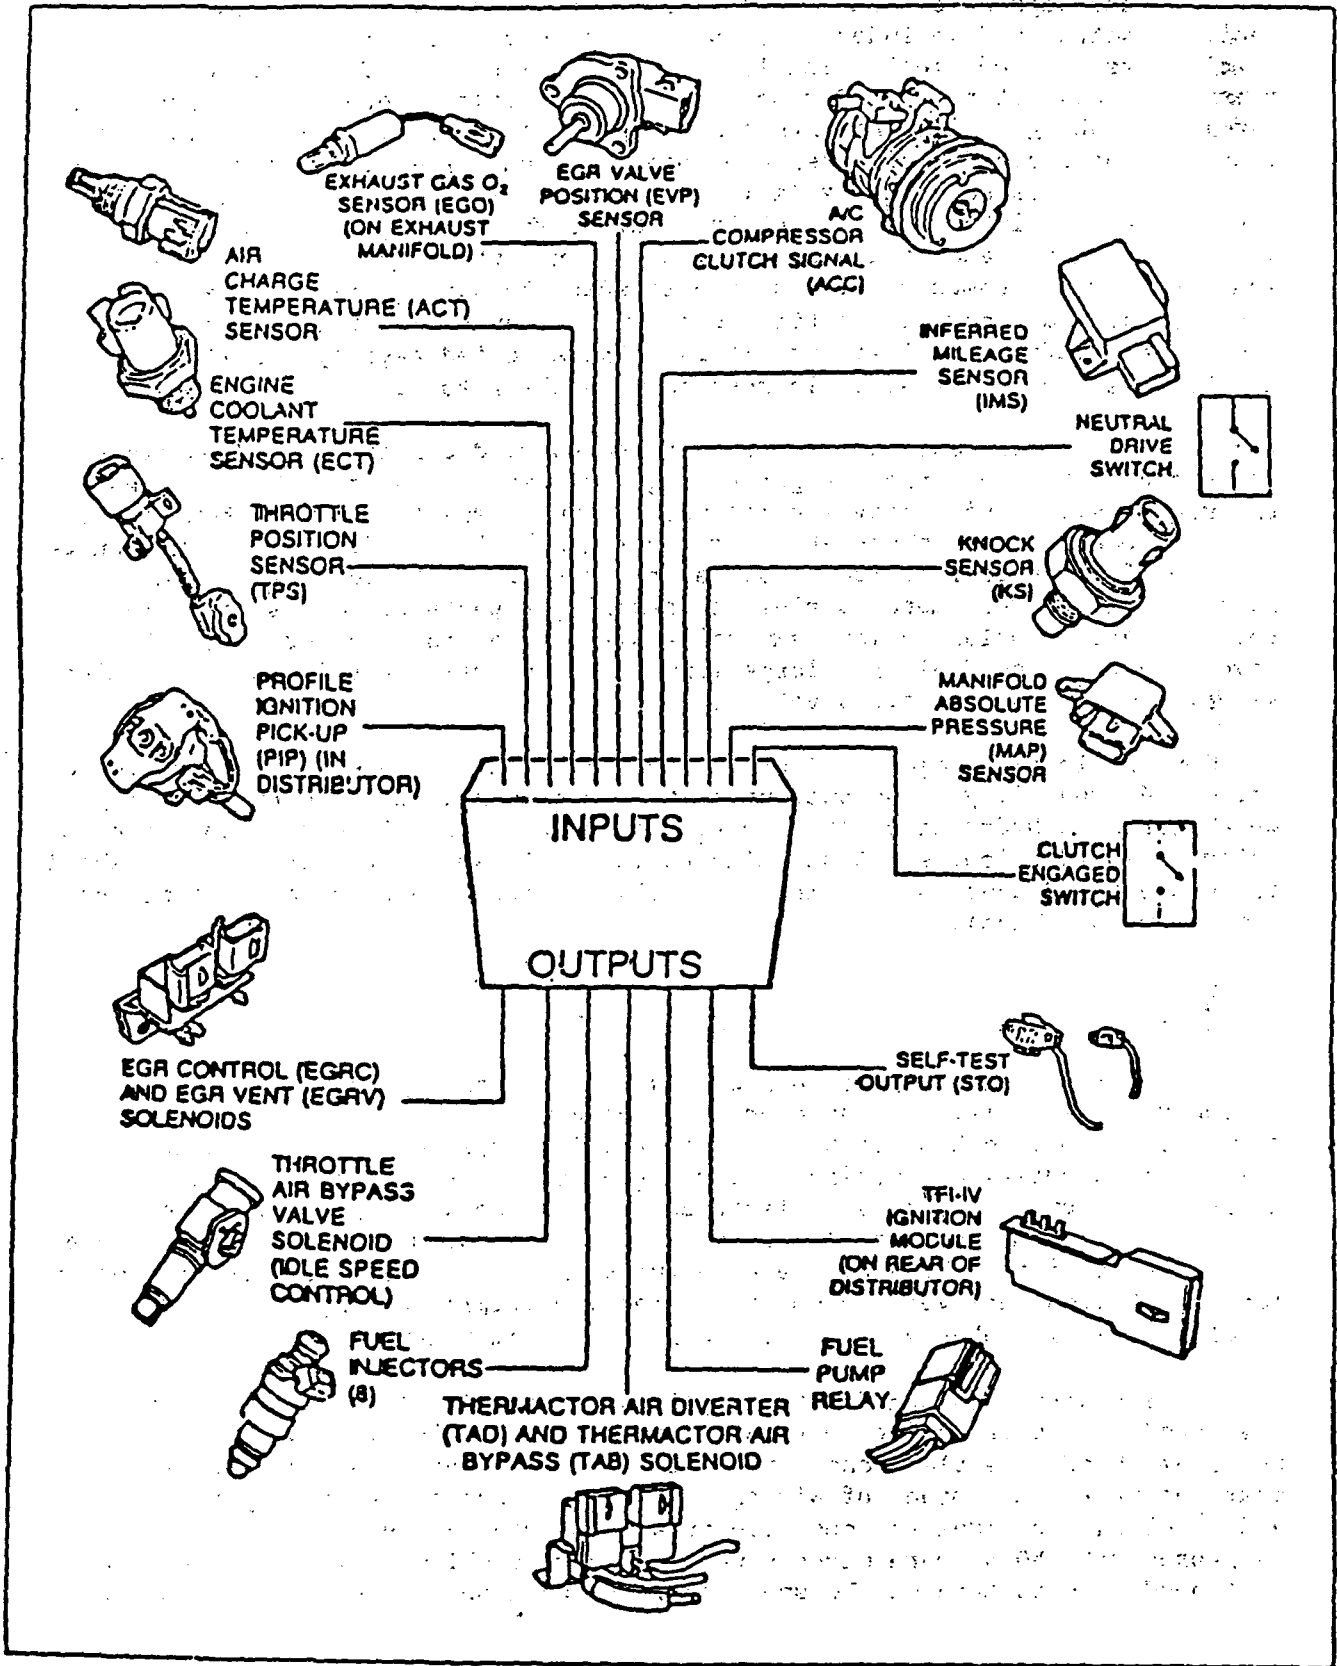 EXHAUST GAS O₂
SENSOR (EGO)
(ON EXHAUST
MANIFOLD)
EGR VALVE
POSITION (EVP)
SENSOR
A/C
COMPRESSOR
CLUTCH SIGNAL
(ACC)
AIR
CHARGE
TEMPERATURE (ACT)
SENSOR
INFERRED
MILEAGE
SENSOR
(IMS)
ENGINE
COOLANT
TEMPERATURE
SENSOR (ECT)
NEUTRAL
DRIVE
SWITCH
THROTTLE
POSITION
SENSOR
(TPS)
KNOCK
SENSOR
(KS)
PROFILE
IGNITION
PICK-UP
(PIP) (IN
DISTRIBUTOR)
MANIFOLD
ABSOLUTE
PRESSURE
(MAP)
SENSOR
INPUTS
CLUTCH
ENGAGED
SWITCH
OUTPUTS
EGR CONTROL (EGRC)
AND EGR VENT (EGRV)
SOLENOIDS
SELF-TEST
OUTPUT (STO)
THROTTLE
AIR BYPASS
VALVE
SOLENOID
(IDLE SPEED
CONTROL)
TFI-IV
IGNITION
MODULE
(ON REAR OF
DISTRIBUTOR)
FUEL
INJECTORS
(8)
FUEL
PUMP
RELAY
THERMACTOR AIR DIVERTER
(TAD) AND THERMACTOR AIR
BYPASS (TAB) SOLENOID